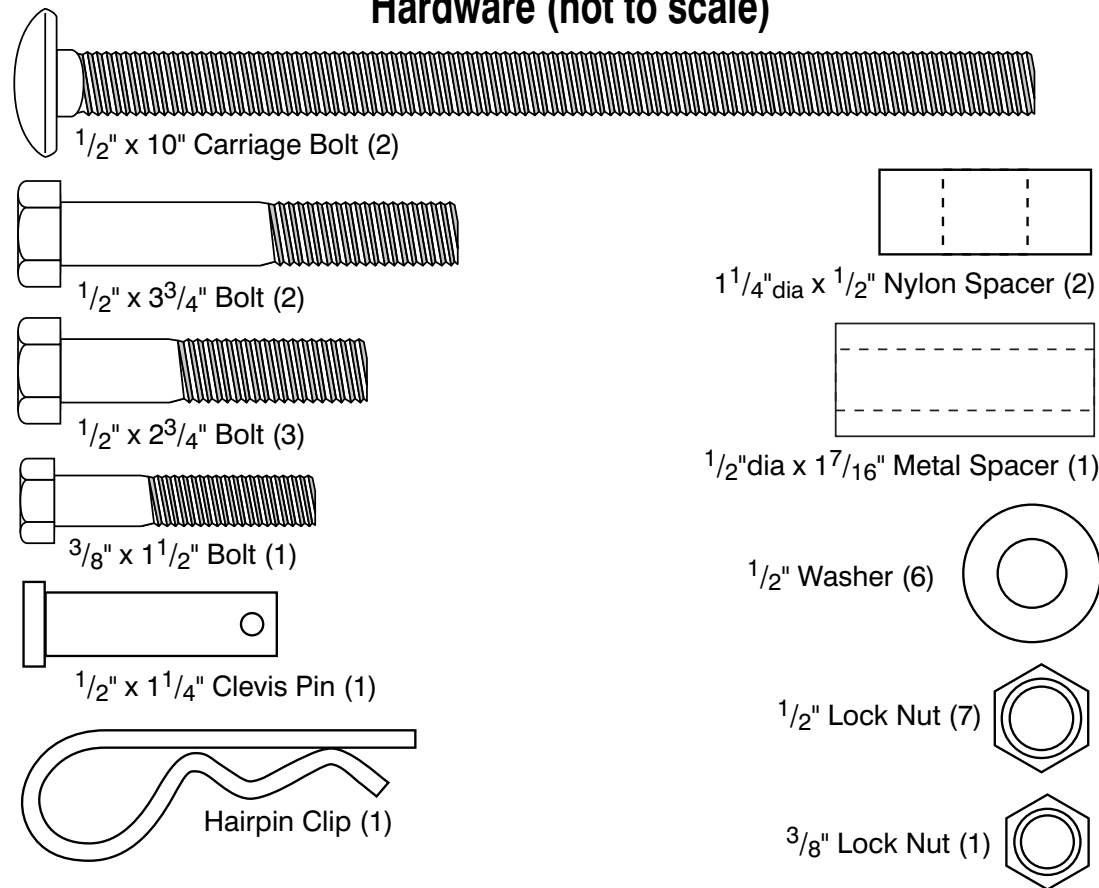 Hardware (not to scale)
1/2" x 10" Carriage Bolt (2)
1/2" x 3 3/4" Bolt (2)
1/2" x 2 3/4" Bolt (3)
3/8" x 1 1/2" Bolt (1)
1/2" x 1 1/4" Clevis Pin (1)
Hairpin Clip (1)
1 1/4"dia x 1/2" Nylon Spacer (2)
1/2"dia x 1 7/16" Metal Spacer (1)
1/2" Washer (6)
1/2" Lock Nut (7)
3/8" Lock Nut (1)